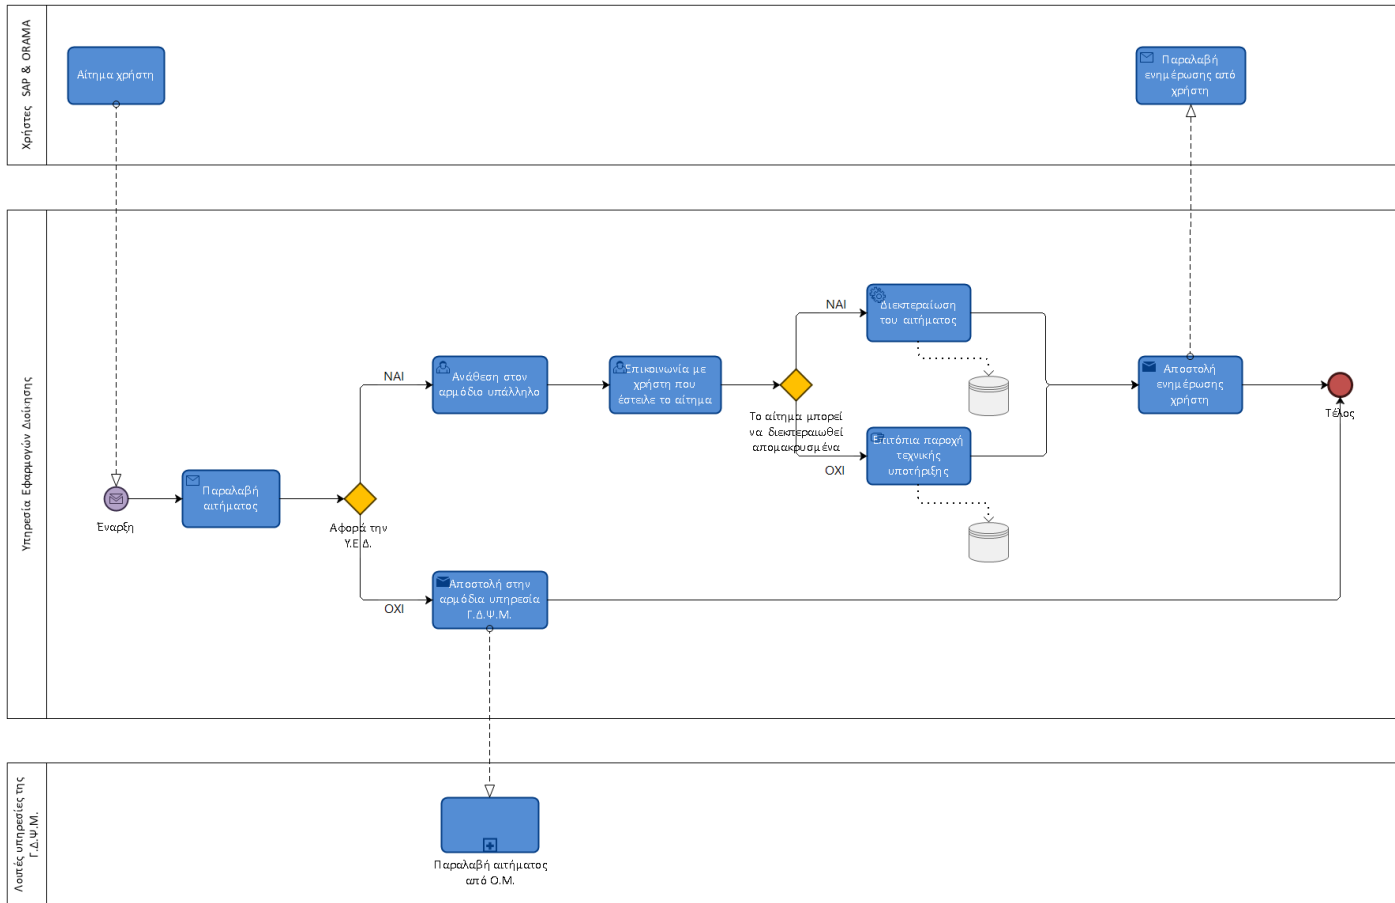 Χρήστες SAP & ORAMA
Αίτημα χρήστη
Παραλαβή
ενημέρωσης από
χρήστη
Υπηρεσία Εφαρμογών Διοίκησης
Έναρξη
Παραλαβή
αιτήματος
Αφορά την
Υ.Ε.Δ.
ΝΑΙ
ΟΧΙ
Ανάθεση στον
αρμόδιο υπάλληλο
Επικοινωνία με
χρήστη που
έστειλε το αίτημα
Το αίτημα μπορεί
να διεκπεραιωθεί
απομακρυσμένα
ΝΑΙ
ΟΧΙ
Διεκπεραίωση
του αιτήματος
Επιτόπια παροχή
τεχνικής
υποτήριξης
Αποστολή
ενημέρωσης
χρήστη
Τέλος
Αποστολή στην
αρμόδια υπηρεσία
Γ.Δ.Ψ.Μ.
Λοιπές υπηρεσίες της
Γ.Δ.Ψ.Μ.
Παραλαβή αιτήματος
από Ο.Μ.